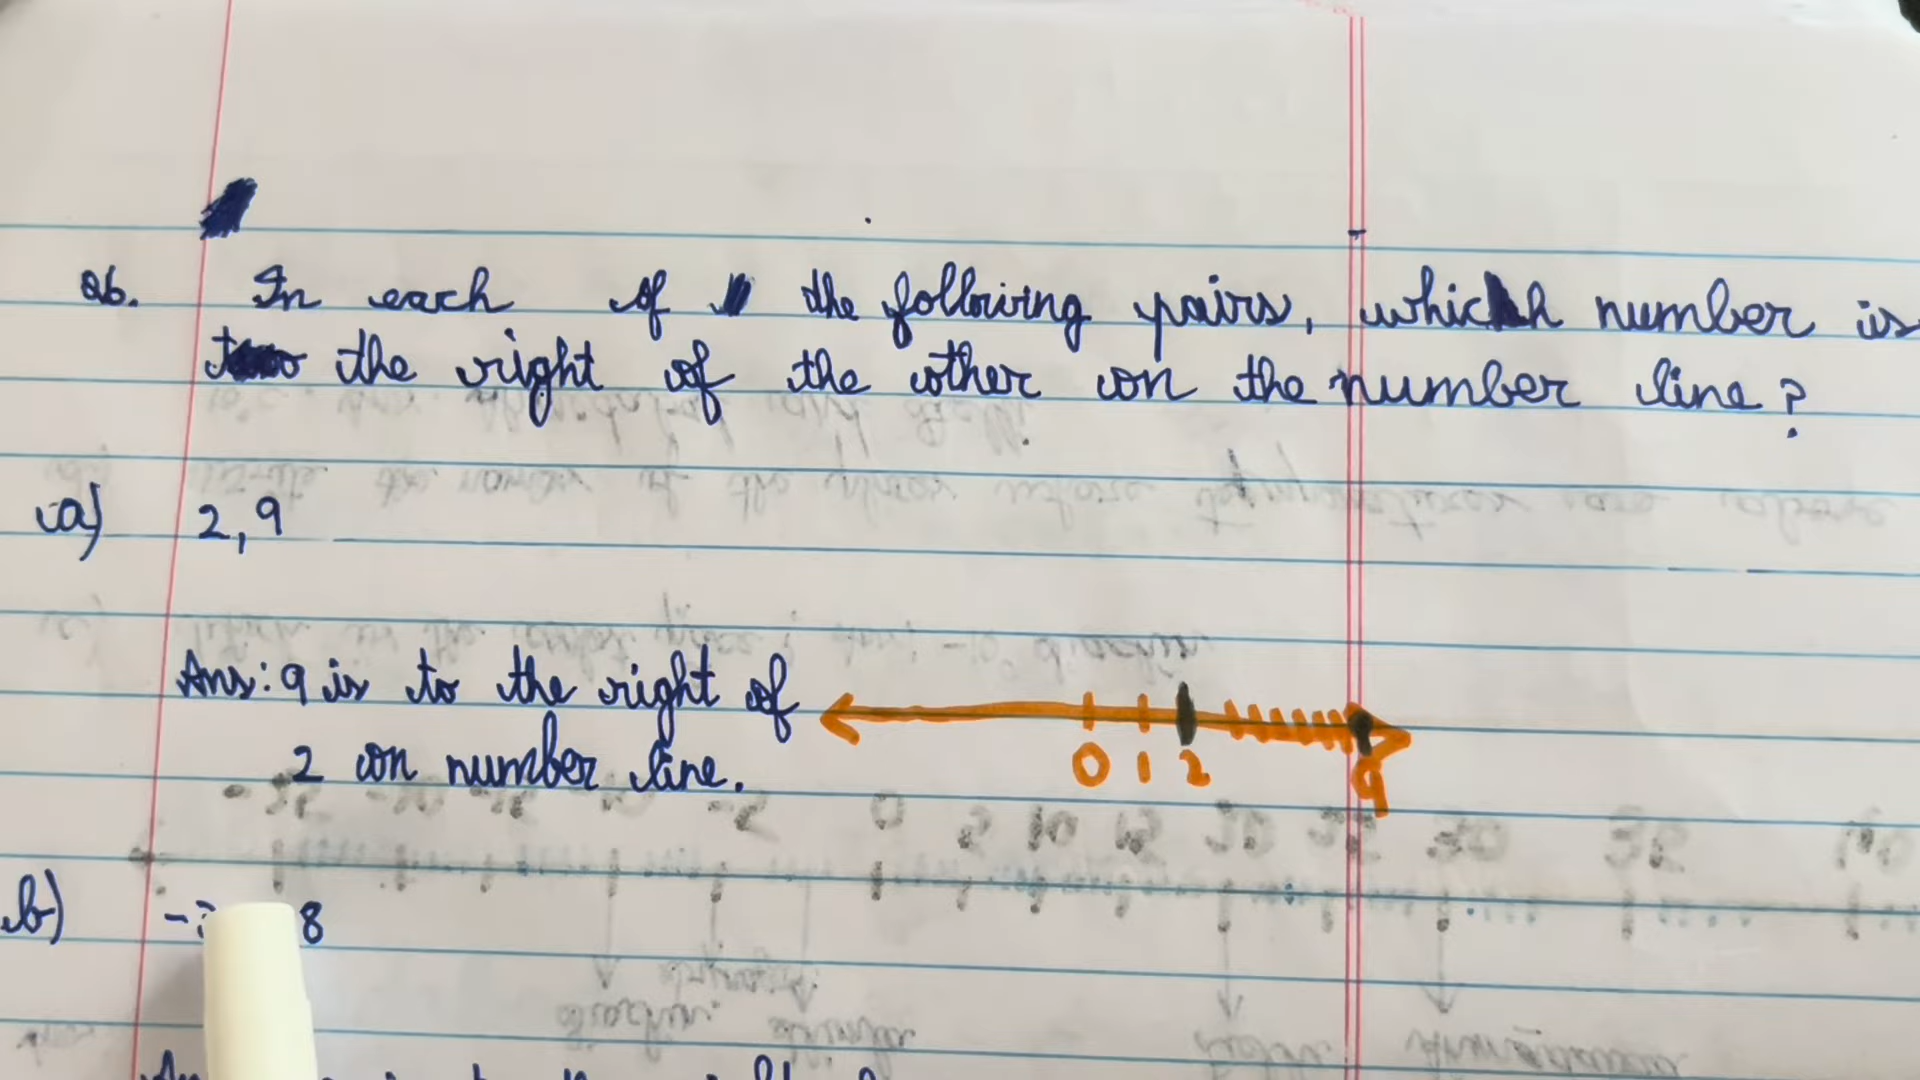 Q6. In each of the following pairs, which number is
to the right of the other on the number line?
a) 2, 9
Ans: 9 is to the right of
2 on number line.
0 1 2 9
b) - 8